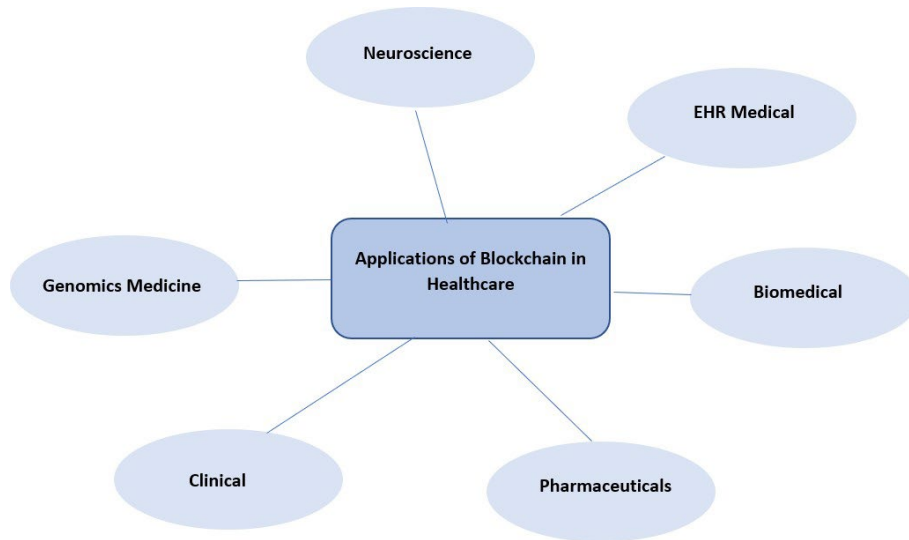 Neuroscience
EHR Medical
Applications of Blockchain in
Healthcare
Genomics Medicine
Biomedical
Clinical
Pharmaceuticals